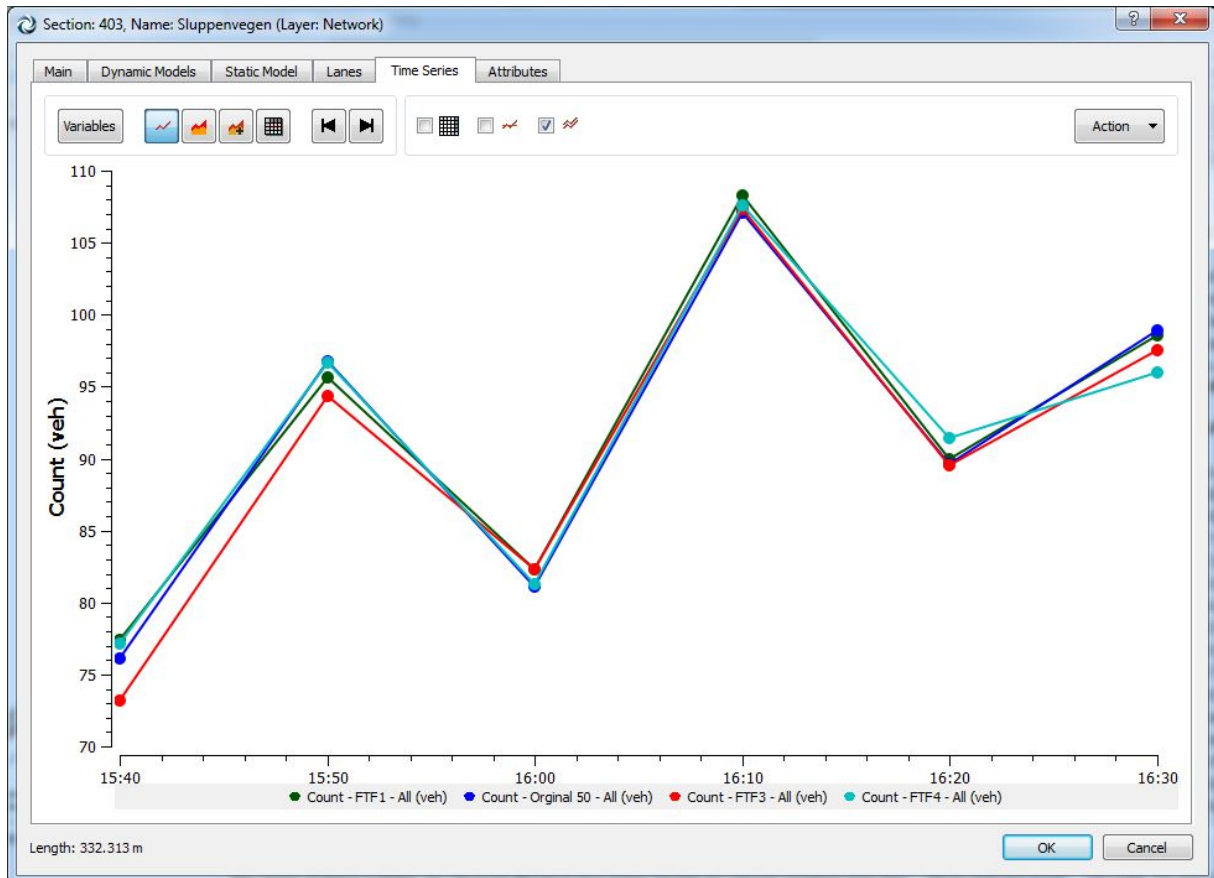 Section: 403, Name: Sluppenvegen (Layer: Network)
?
Main Dynamic Models Static Model Lanes Time Series Attributes
Variables Action
110
105
100
95
90
85
80
75
70
Count (veh)
15:40 15:50 16:00 16:10 16:20 16:30
Count - FTF1 - All (veh) Count - Orginal 50 - All (veh) Count - FTF3 - All (veh) Count - FTF4 - All (veh)
Length: 332.313 m OK Cancel